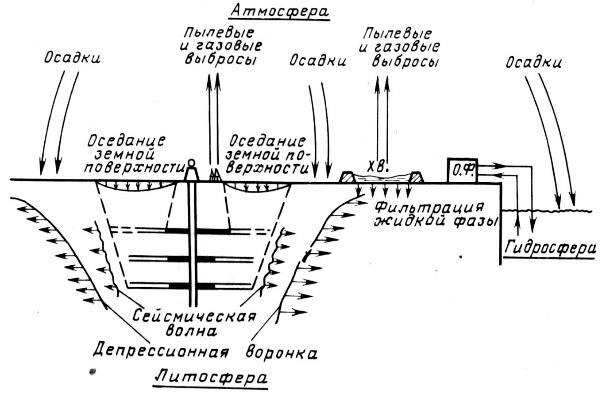 Атмосфера
Осадки
Пылевые
и газовые
выбросы
Осадки
Пылевые
и газовые
выбросы
Осадки
Оседание
земной
поверхности
Оседание
земной по-
верхности
Хв.
О.Ф.
Фильтрация
жидкой фазы
Гидросфера
Сейсмическая
волна
Депрессионная воронка
Литосфера